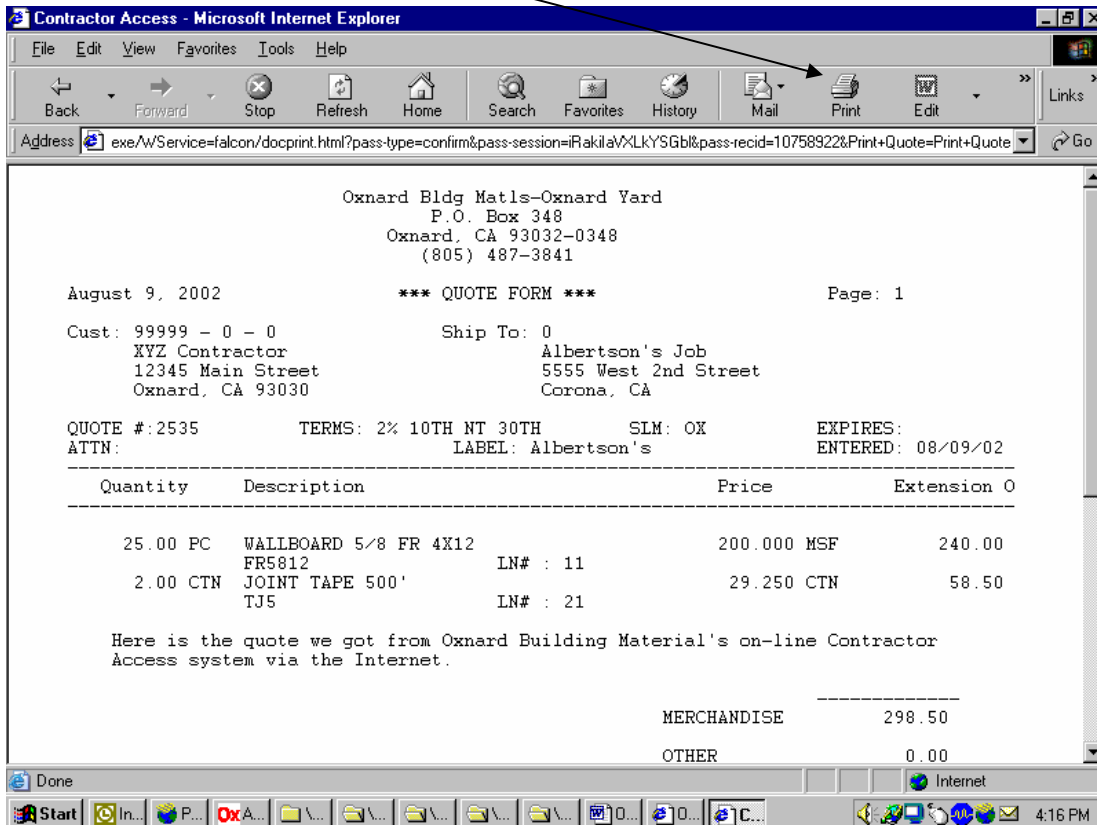 Contractor Access - Microsoft Internet Explorer
File Edit View Favorites Tools Help
Back Forward Stop Refresh Home Search Favorites History Mail Print Edit » Links »
Address exe/WService=falcon/docprint.html?pass-type=confirm&pass-session=iRakilaVXLkYSGbl&pass-recid=10758922&Print+Quote=Print+Quote Go
Oxnard Bldg Matls-Oxnard Yard
P.O. Box 348
Oxnard, CA 93032-0348
(805) 487-3841
August 9, 2002 *** QUOTE FORM *** Page: 1
Cust: 99999 - 0 - 0 Ship To: 0
XYZ Contractor Albertson's Job
12345 Main Street 5555 West 2nd Street
Oxnard, CA 93030 Corona, CA
QUOTE #:2535 TERMS: 2% 10TH NT 30TH SLM: OX EXPIRES:
ATTN: LABEL: Albertson's ENTERED: 08/09/02
Quantity Description Price Extension O
25.00 PC WALLBOARD 5/8 FR 4X12 200.000 MSF 240.00
FR5812 LN# : 11
2.00 CTN JOINT TAPE 500' 29.250 CTN 58.50
TJ5 LN# : 21
Here is the quote we got from Oxnard Building Material's on-line Contractor
Access system via the Internet.
MERCHANDISE 298.50
OTHER 0.00
Done Internet
Start In... P... OxA... \... \... \... \... \... O... O... C... 4:16 PM